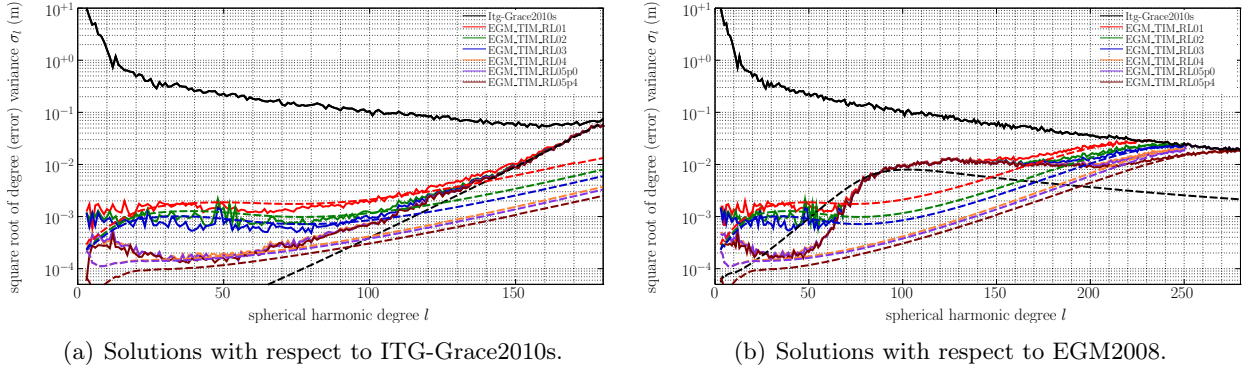 square root of degree (error) variance σ_l (m)
10^1
10^0
10^−1
10^−2
10^−3
10^−4
0
50
100
150
spherical harmonic degree l
Itg-Grace2010s
EGM_TIM_RL01
EGM_TIM_RL02
EGM_TIM_RL03
EGM_TIM_RL04
EGM_TIM_RL05p0
EGM_TIM_RL05p4
(a) Solutions with respect to ITG-Grace2010s.
square root of degree (error) variance σ_l (m)
10^1
10^0
10^−1
10^−2
10^−3
10^−4
0
50
100
150
200
250
spherical harmonic degree l
Itg-Grace2010s
EGM_TIM_RL01
EGM_TIM_RL02
EGM_TIM_RL03
EGM_TIM_RL04
EGM_TIM_RL05p0
EGM_TIM_RL05p4
(b) Solutions with respect to EGM2008.